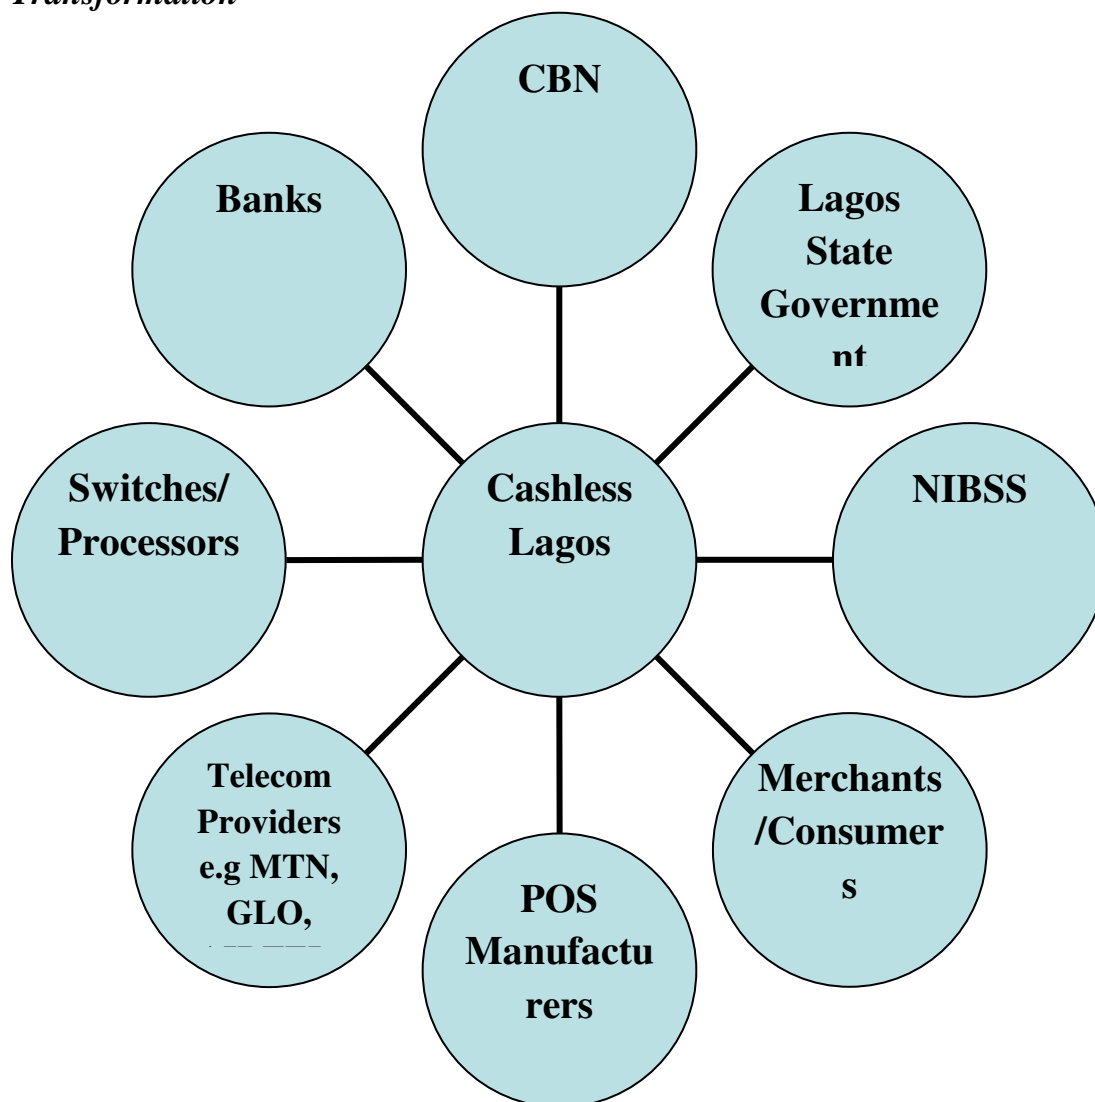 Transformation
CBN
Banks
Lagos
State
Governme
nt
Switches/
Processors
Cashless
Lagos
NIBSS
Telecom
Providers
e.g MTN,
GLO,
Merchants
/Consumer
s
POS
Manufactu
rers